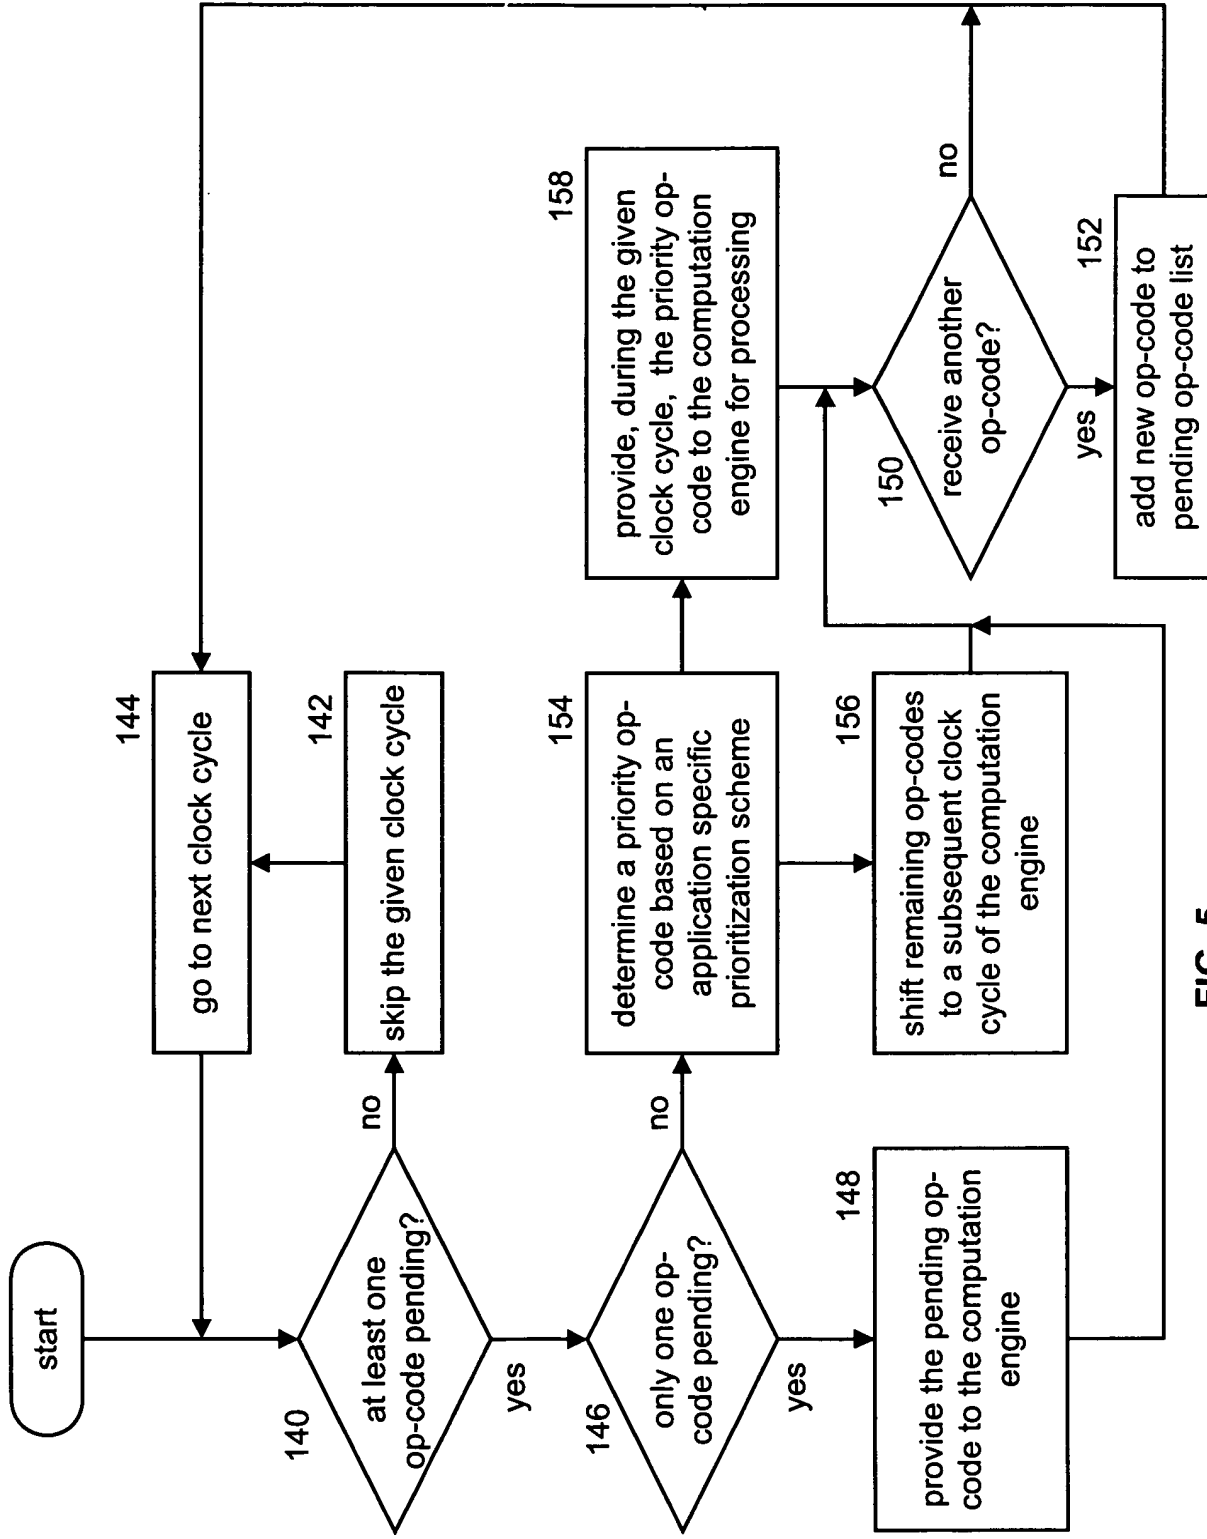 start
140
at least one
op-code pending?
no
yes
144
go to next clock cycle
142
skip the given clock cycle
146
only one op-
code pending?
no
yes
148
provide the pending op-
code to the computation
engine
154
determine a priority op-
code based on an
application specific
prioritization scheme
156
shift remaining op-codes
to a subsequent clock
cycle of the computation
engine
158
provide, during the given
clock cycle, the priority op-
code to the computation
engine for processing
150
receive another
op-code?
no
yes
152
add new op-code to
pending op-code list
FIG. 5